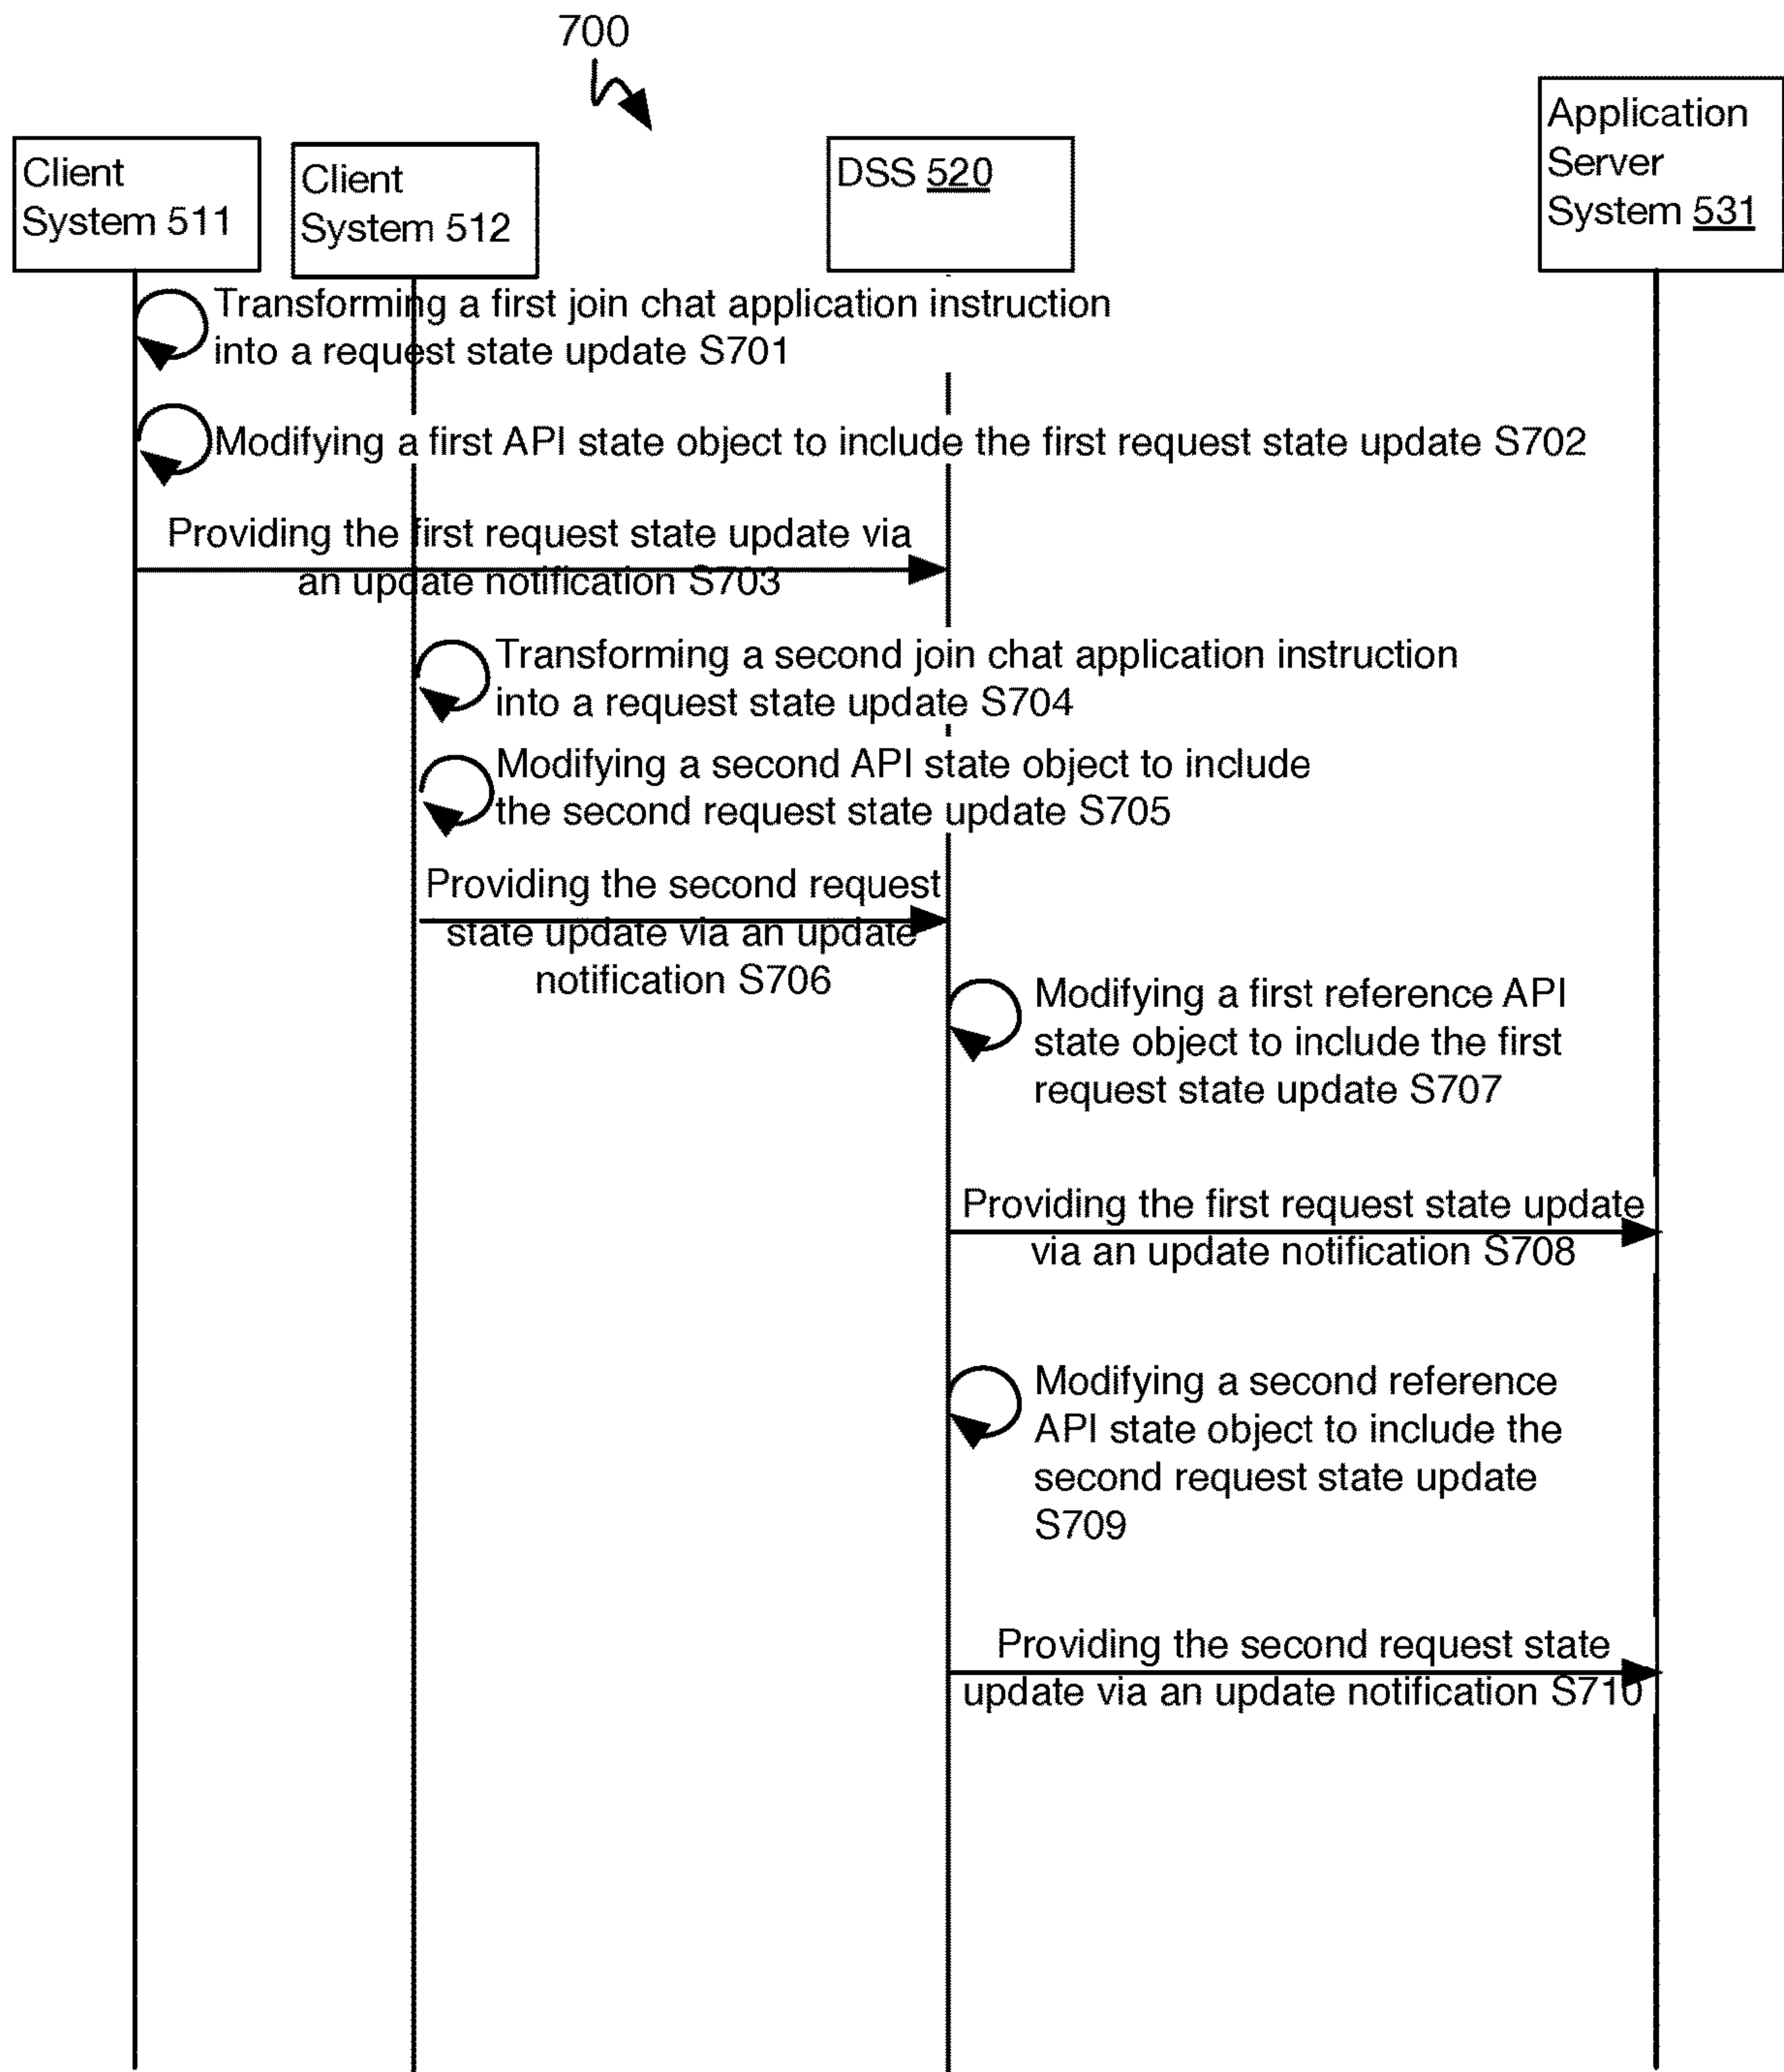 700
Client
System 511
Client
System 512
DSS 520
Application
Server
System 531
Transforming a first join chat application instruction
into a request state update S701
Modifying a first API state object to include the first request state update S702
Providing the first request state update via
an update notification S703
Transforming a second join chat application instruction
into a request state update S704
Modifying a second API state object to include
the second request state update S705
Providing the second request
state update via an update
notification S706
Modifying a first reference API
state object to include the first
request state update S707
Providing the first request state update
via an update notification S708
Modifying a second reference
API state object to include the
second request state update
S709
Providing the second request state
update via an update notification S710